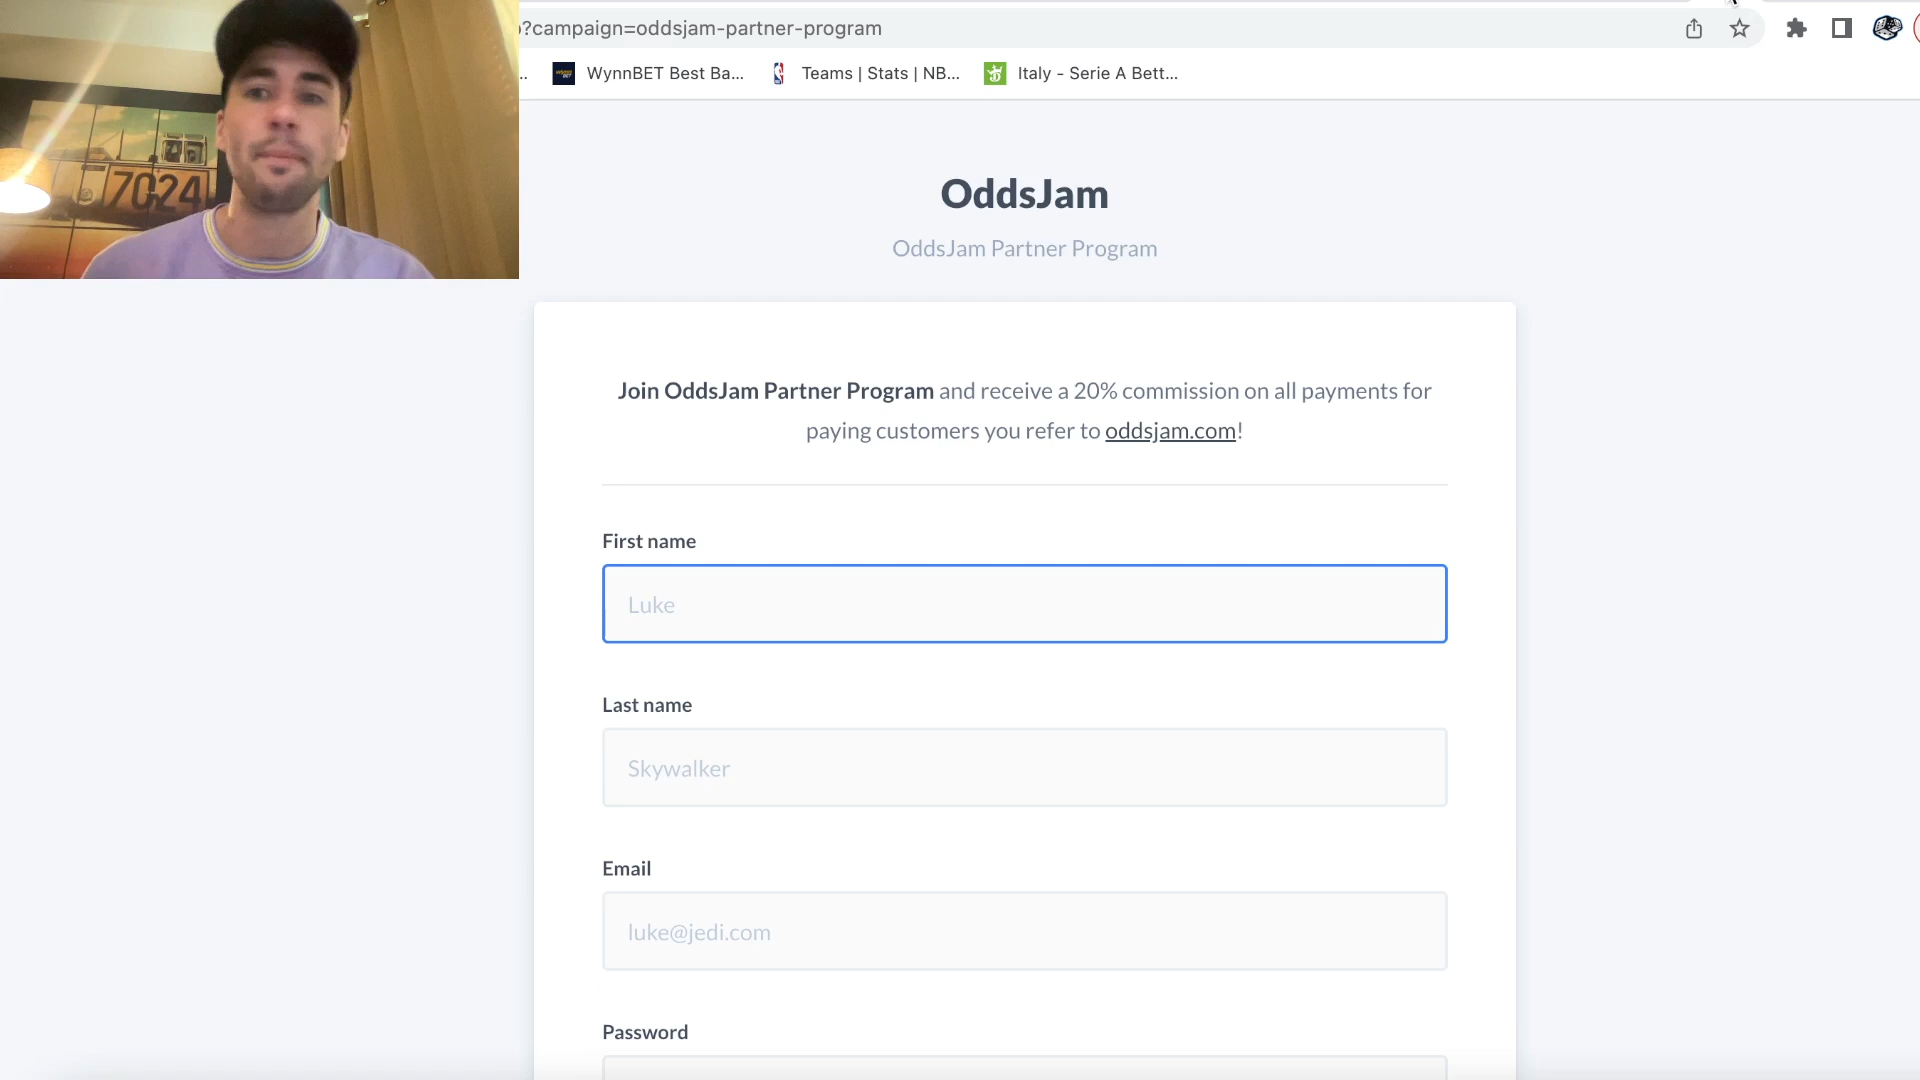 ?campaign=oddsjam-partner-program
WynnBET Best Ba...
Teams | Stats | NB...
Italy - Serie A Bett...
7024
OddsJam
OddsJam Partner Program
Join OddsJam Partner Program and receive a 20% commission on all payments for
paying customers you refer to oddsjam.com!
First name
Luke
Last name
Skywalker
Email
luke@jedi.com
Password